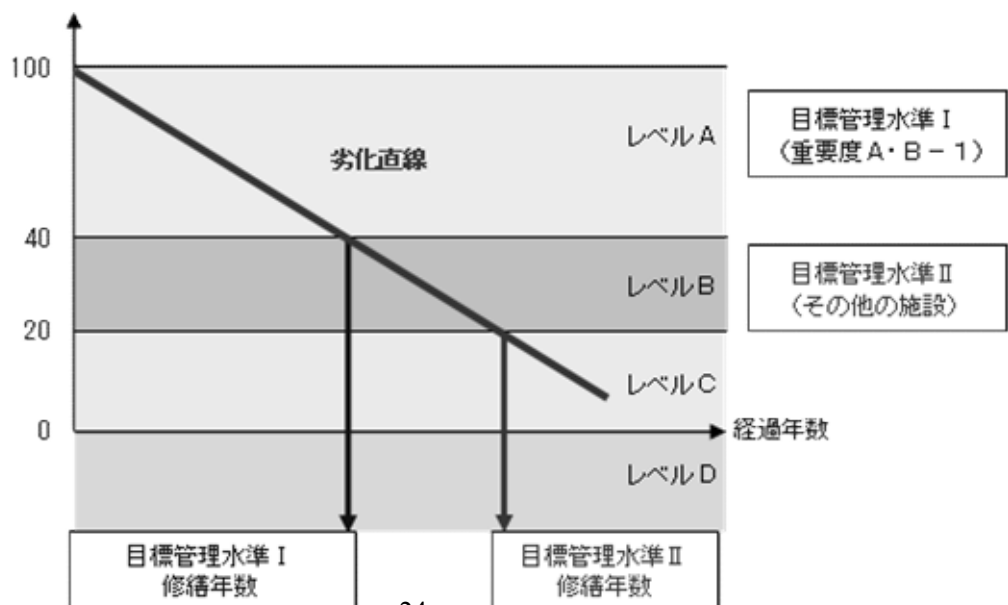 100
レベルA
目標管理水準Ⅰ
(重要度A・B-1)
劣化直線
40
レベルB
目標管理水準Ⅱ
(その他の施設)
20
レベルC
0
経過年数
レベルD
目標管理水準Ⅰ
修繕年数
目標管理水準Ⅱ
修繕年数